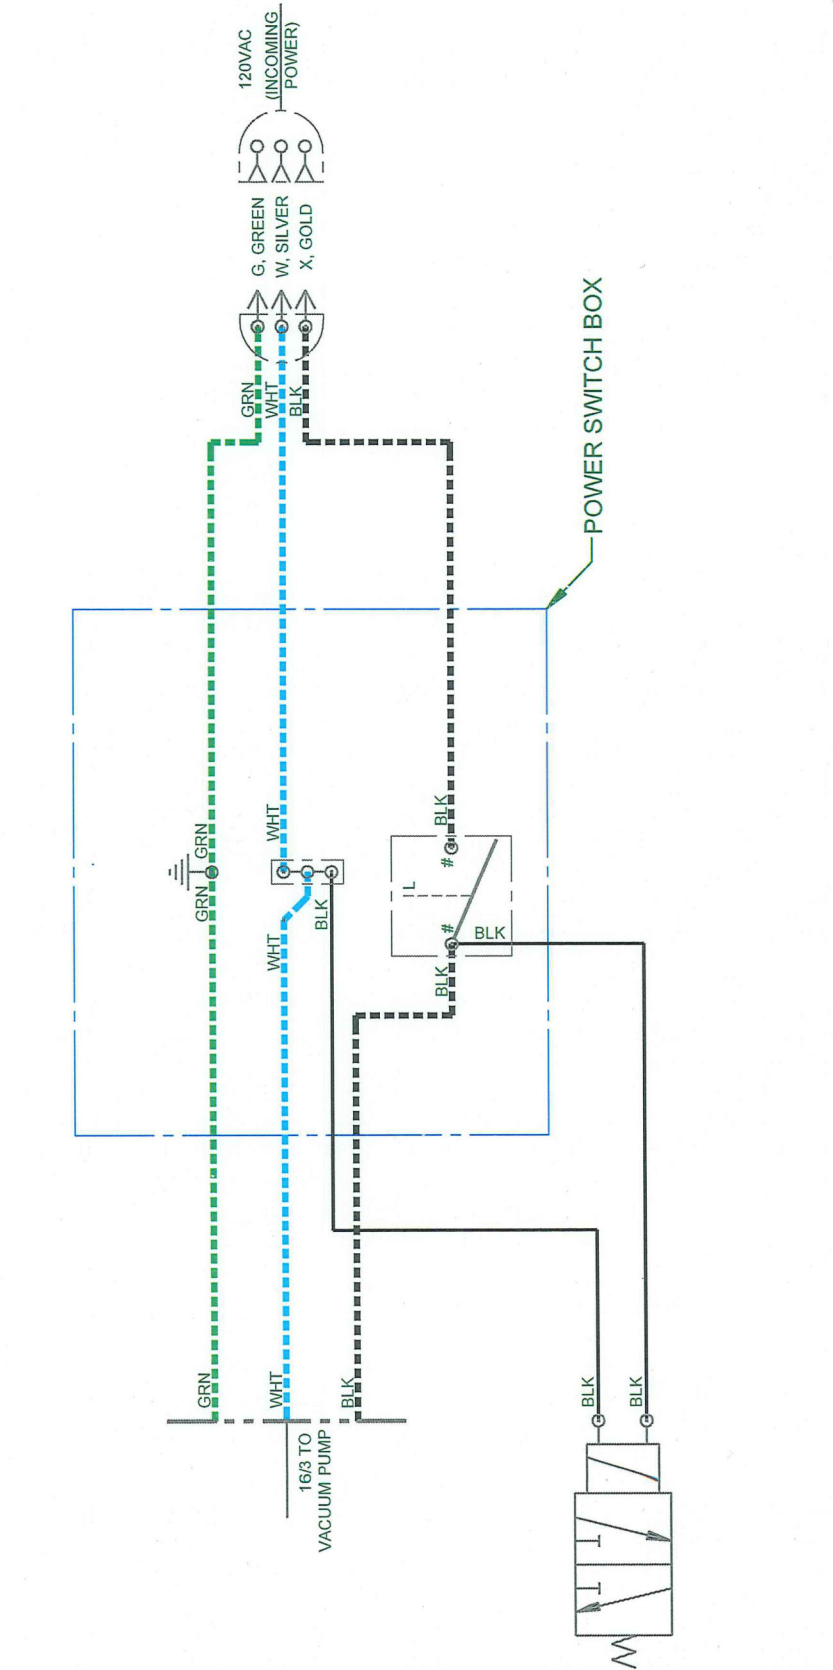 120VAC
(INCOMING
POWER)
G, GREEN
W, SILVER
X, GOLD
GRN
WHT
BLK
POWER SWITCH BOX
GRN
GRN
WHT
WHT
BLK
BLK
#
L
#
BLK
BLK
GRN
WHT
BLK
16/3 TO
VACUUM PUMP
BLK
BLK